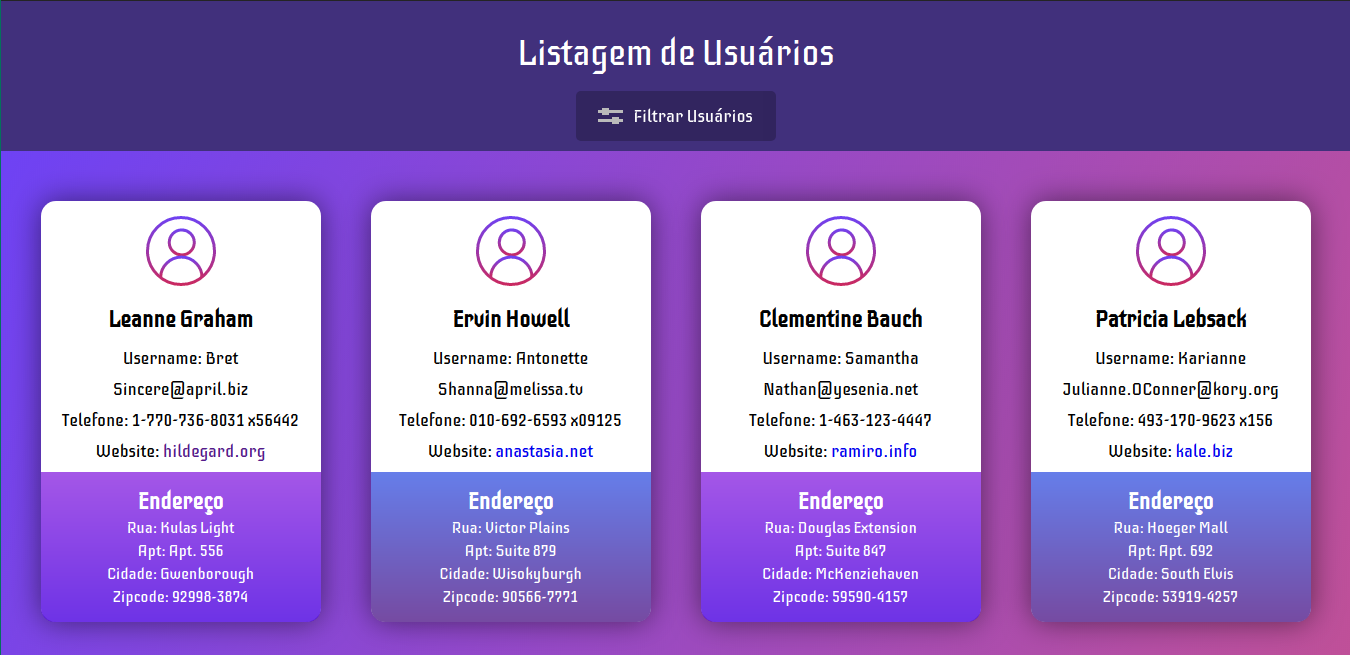 Listagem de Usuários
Filtrar Usuários
Leanne Graham
Username: Bret
Sincere@april.biz
Telefone: 1-770-736-8031 x56442
Website: hildegard.org
Endereço
Rua: Kulas Light
Apt: Apt. 556
Cidade: Gwenborough
Zipcode: 92998-3874
Ervin Howell
Username: Antonette
Shanna@melissa.tv
Telefone: 010-692-6593 x09125
Website: anastasia.net
Endereço
Rua: Victor Plains
Apt: Suite 879
Cidade: Wisokyburgh
Zipcode: 90566-7771
Clementine Bauch
Username: Samantha
Nathan@yesenia.net
Telefone: 1-463-123-4447
Website: ramiro.info
Endereço
Rua: Douglas Extension
Apt: Suite 847
Cidade: McKenziehaven
Zipcode: 59590-4157
Patricia Lebsack
Username: Karianne
Julianne.OConner@kory.org
Telefone: 493-170-9623 x156
Website: kale.biz
Endereço
Rua: Hoeger Mall
Apt: Apt. 692
Cidade: South Elvis
Zipcode: 53919-4257